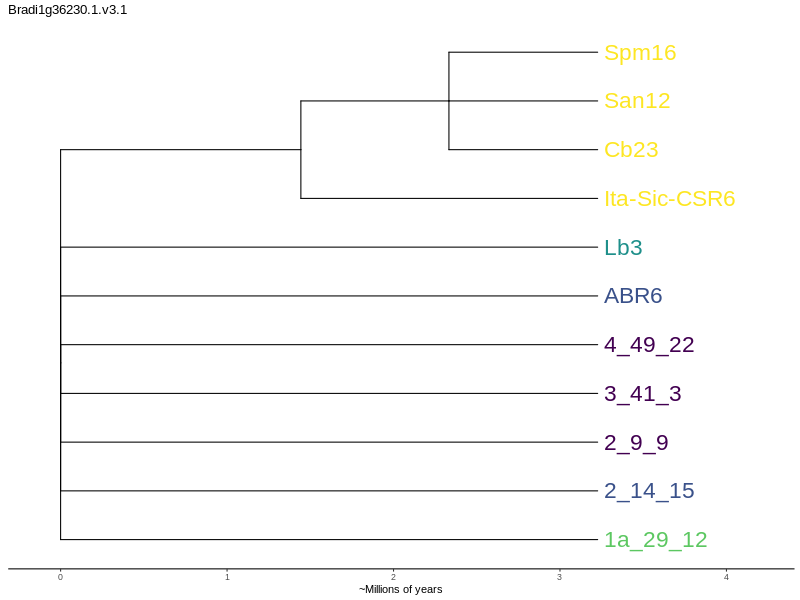 Bradi1g36230.1.v3.1
Spm16
San12
Cb23
Ita-Sic-CSR6
Lb3
ABR6
4_49_22
3_41_3
2_9_9
2_14_15
1a_29_12
0 1 2 3 4
~Millions of years